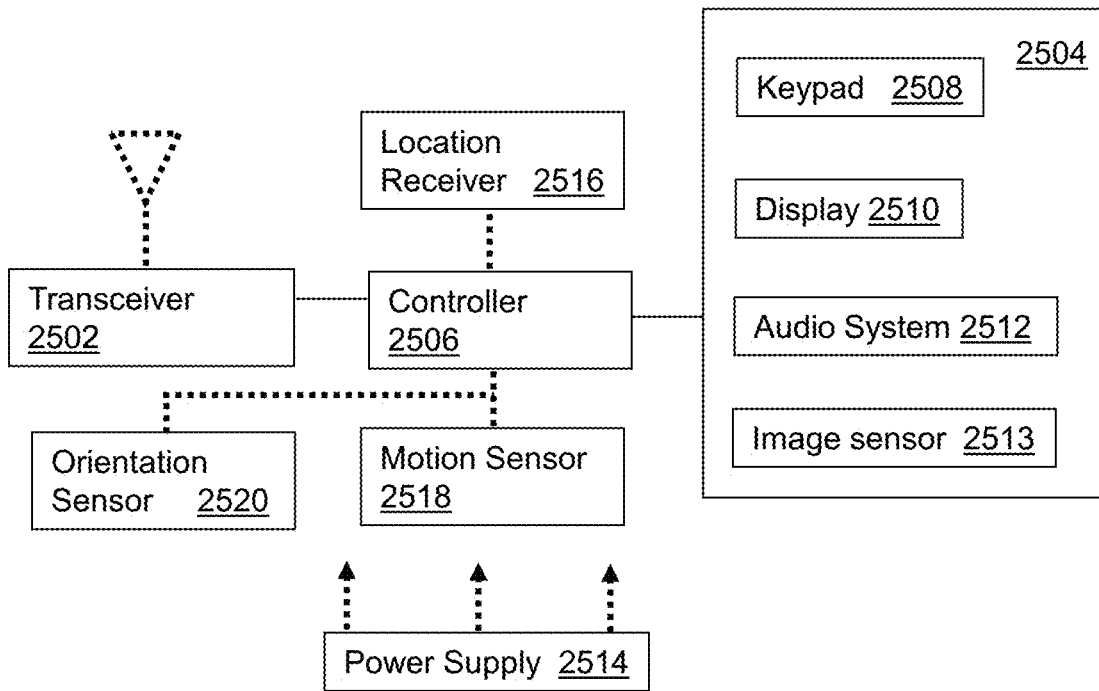 2504
Keypad 2508
Location
Receiver 2516
Display 2510
Transceiver
2502
Controller
2506
Audio System 2512
Image sensor 2513
Orientation
Sensor 2520
Motion Sensor
2518
Power Supply 2514